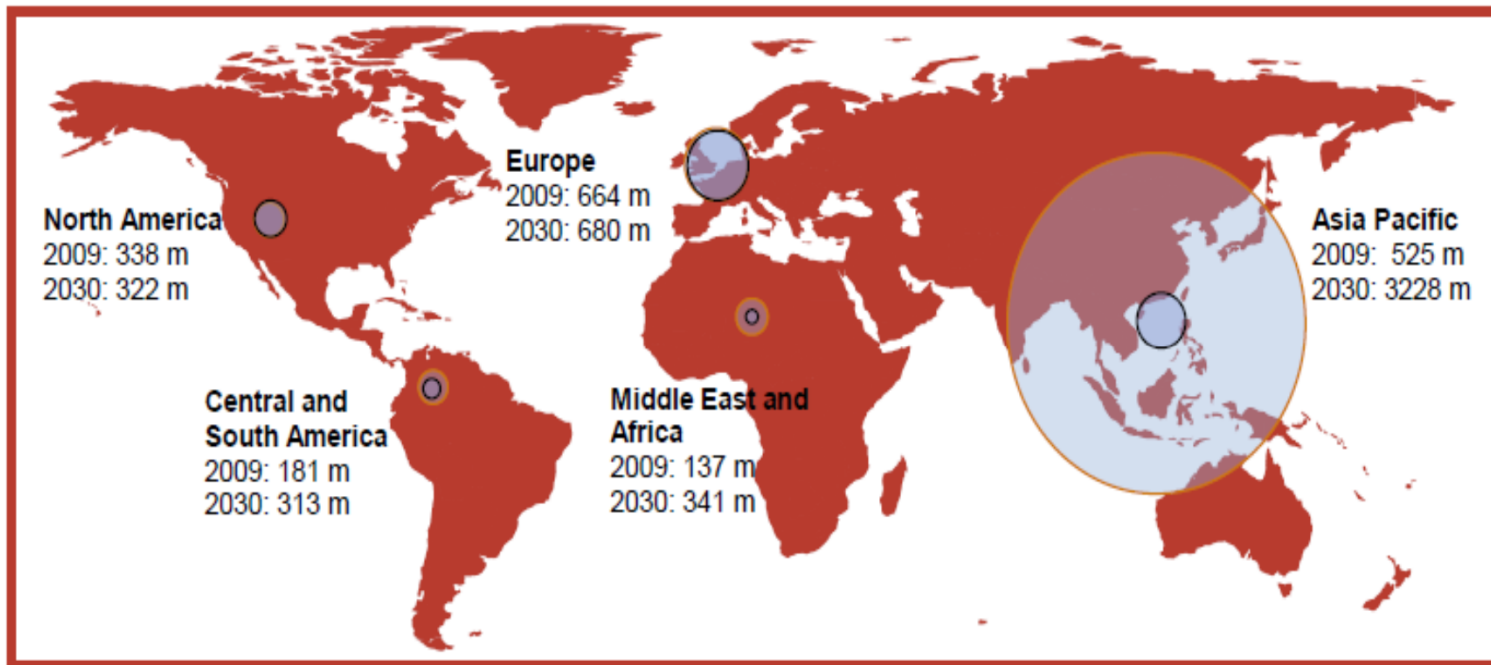 North America
2009: 338 m
2030: 322 m
Europe
2009: 664 m
2030: 680 m
Asia Pacific
2009: 525 m
2030: 3228 m
Central and
South America
2009: 181 m
2030: 313 m
Middle East and
Africa
2009: 137 m
2030: 341 m